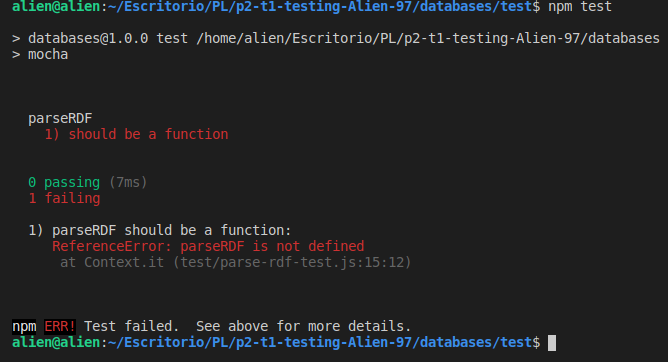 alien@alien:~/Escritorio/PL/p2-t1-testing-Alien-97/databases/test$ npm test
> databases@1.0.0 test /home/alien/Escritorio/PL/p2-t1-testing-Alien-97/databases
> mocha
parseRDF
1) should be a function
0 passing (7ms)
1 failing
1) parseRDF should be a function:
ReferenceError: parseRDF is not defined
at Context.it (test/parse-rdf-test.js:15:12)
npm ERR! Test failed.  See above for more details.
alien@alien:~/Escritorio/PL/p2-t1-testing-Alien-97/databases/test$